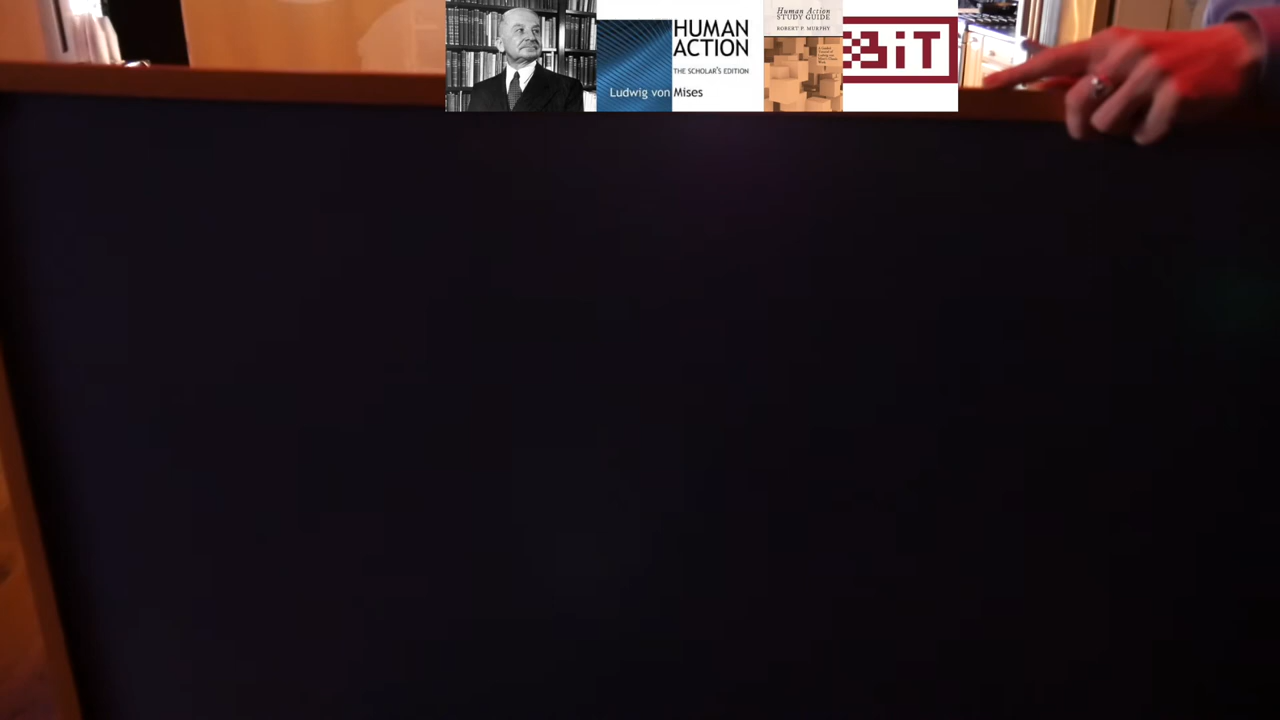 HUMAN
ACTION
THE SCHOLAR'S EDITION
Ludwig von Mises
Human Action
STUDY GUIDE
ROBERT P. MURPHY
BiT